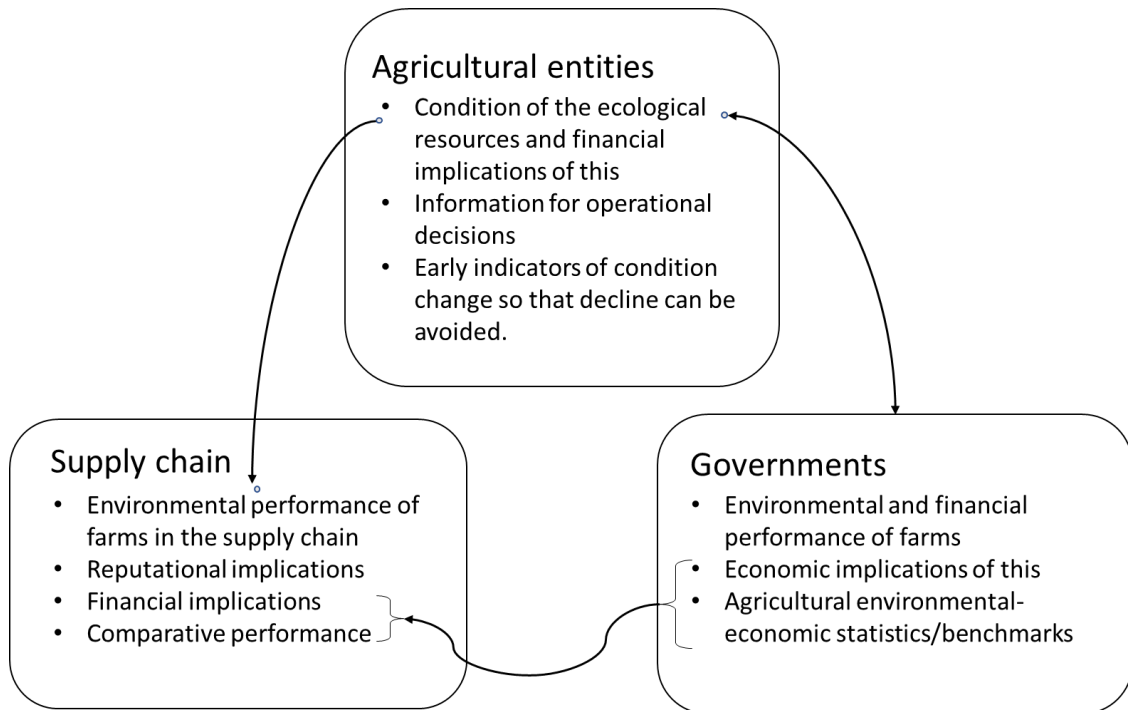 Agricultural entities
• Condition of the ecological
resources and financial
implications of this
• Information for operational
decisions
• Early indicators of condition
change so that decline can be
avoided.
Supply chain
• Environmental performance of
farms in the supply chain
• Reputational implications
• Financial implications
• Comparative performance
Governments
• Environmental and financial
performance of farms
• Economic implications of this
• Agricultural environmental-
economic statistics/benchmarks